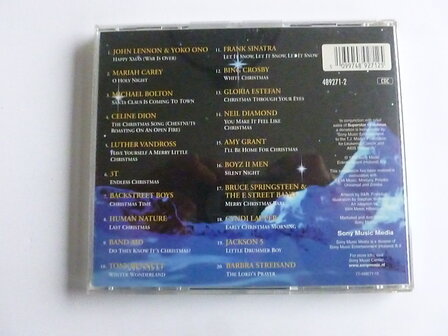 1. JOHN LENNON & YOKO ONO
HAPPY XMAS (WAR IS OVER)
2. MARIAH CAREY
O HOLY NIGHT
3. MICHAEL BOLTON
SANTA CLAUS IS COMING TO TOWN
4. CELINE DION
THE CHRISTMAS SONG (CHESTNUTS
ROASTING ON AN OPEN FIRE)
5. LUTHER VANDROSS
HAVE YOURSELF A MERRY LITTLE
CHRISTMAS
6. 3T
ENDLESS CHRISTMAS
7. BACKSTREET BOYS
CHRISTMAS TIME
8. HUMAN NATURE
LAST CHRISTMAS
9. BAND AID
DO THEY KNOW IT'S CHRISTMAS?
10. TONY BENNETT
WINTER WONDERLAND
11. FRANK SINATRA
LET IT SNOW, LET IT SNOW, LET IT SNOW
12. BING CROSBY
WHITE CHRISTMAS
13. GLORIA ESTEFAN
CHRISTMAS THROUGH YOUR EYES
14. NEIL DIAMOND
YOU MAKE IT FEEL LIKE
CHRISTMAS
15. AMY GRANT
I'LL BE HOME FOR CHRISTMAS
16. BOYZ II MEN
SILENT NIGHT
17. BRUCE SPRINGSTEEN &
THE E STREET BAND
MERRY CHRISTMAS BABY
18. CYNDI LAUPER
EARLY CHRISTMAS MORNING
19. JACKSON 5
LITTLE DRUMMER BOY
20. BARBRA STREISAND
THE LORD'S PRAYER
5 099748 927125
489271-2
CDC
Sony Music Media